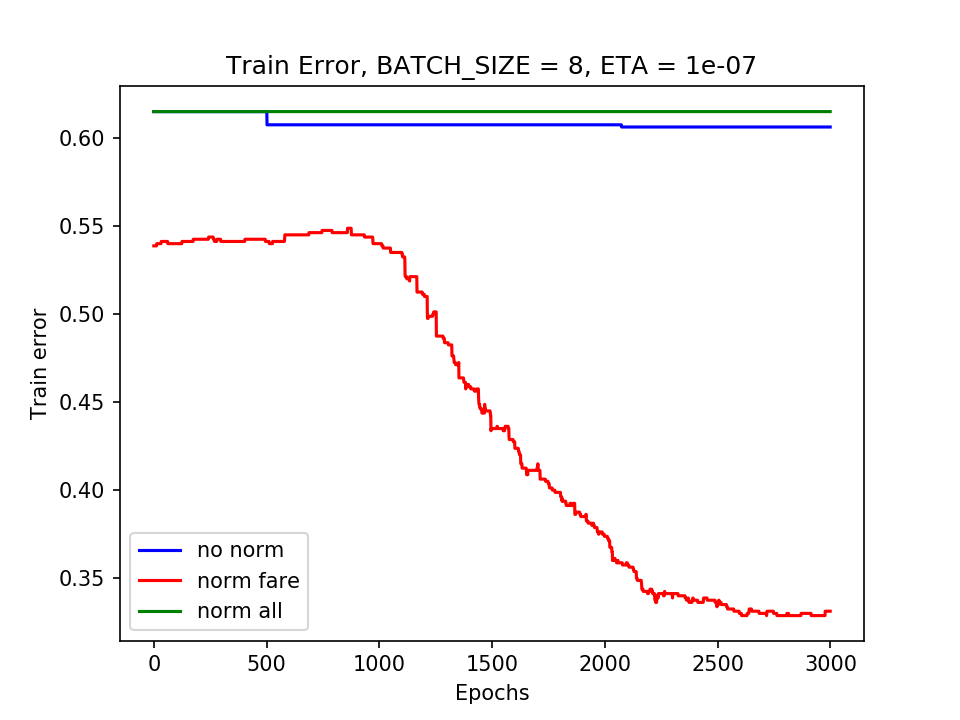 Train Error, BATCH_SIZE = 8, ETA = 1e-07
Train error
0.60
0.55
0.50
0.45
0.40
0.35
no norm
norm fare
norm all
0 500 1000 1500 2000 2500 3000
Epochs